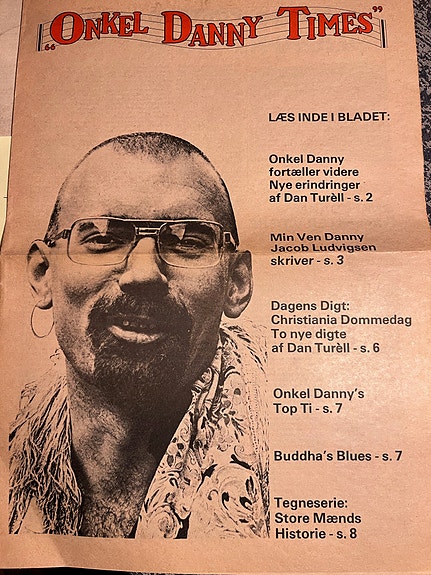 “ONKEL DANNY TIMES”
LÆS INDE I BLADET:
Onkel Danny
fortæller videre
Nye erindringer
af Dan Turèll - s. 2
Min Ven Danny
Jacob Ludvigsen
skriver - s. 3
Dagens Digt:
Christiania Dommedag
To nye digte
af Dan Turèll - s. 6
Onkel Danny's
Top Ti - s. 7
Buddha's Blues - s. 7
Tegneserie:
Store Mænds
Historie - s. 8